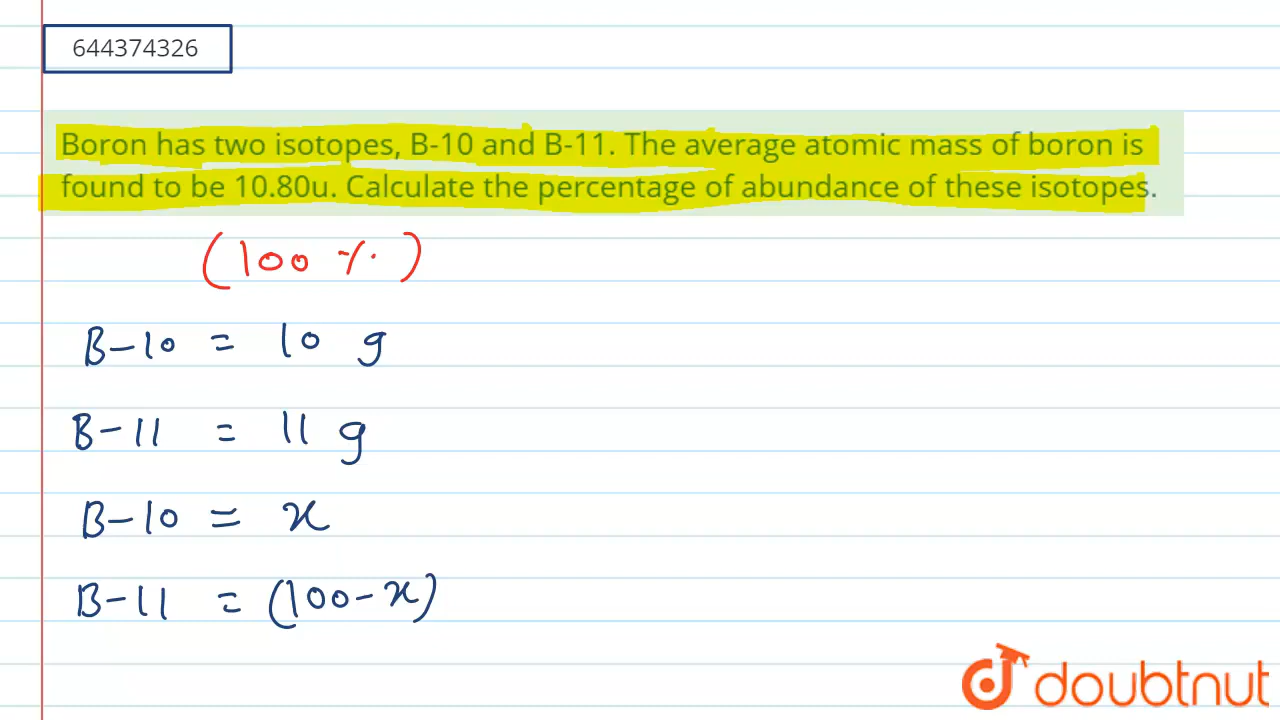 644374326
Boron has two isotopes, B-10 and B-11. The average atomic mass of boron is
found to be 10.80u. Calculate the percentage of abundance of these isotopes.
(100 %)
B-10 = 10 g
B-11 = 11 g
B-10 = x
B-11 = (100-x)
doubtnut